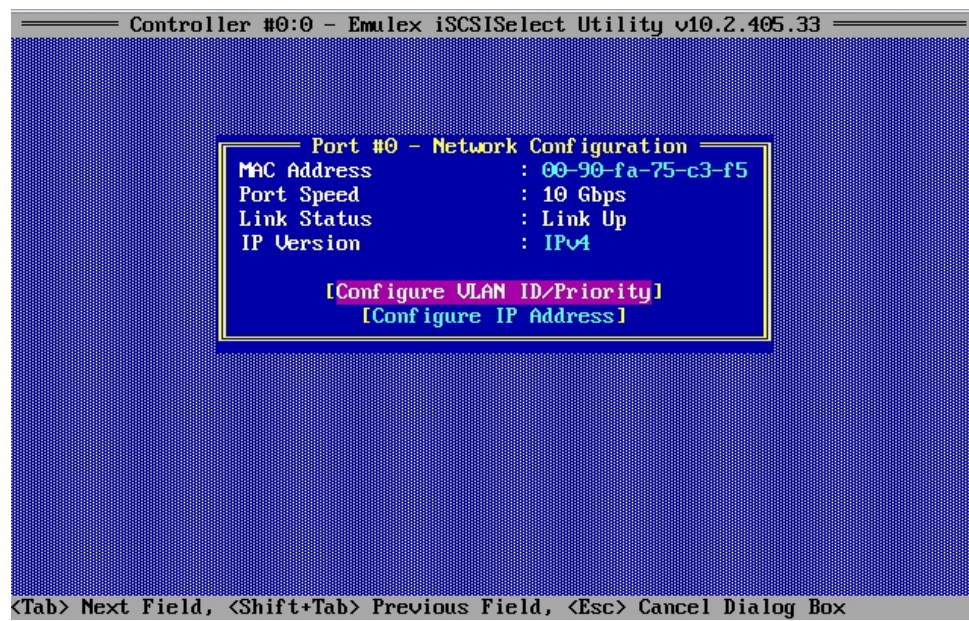 Controller #0:0 - Emulex iSCSISelect Utility v10.2.405.33
Port #0 - Network Configuration
MAC Address : 00-90-fa-75-c3-f5
Port Speed : 10 Gbps
Link Status : Link Up
IP Version : IPv4
[Configure VLAN ID/Priority]
[Configure IP Address]
<Tab> Next Field, <Shift+Tab> Previous Field, <Esc> Cancel Dialog Box